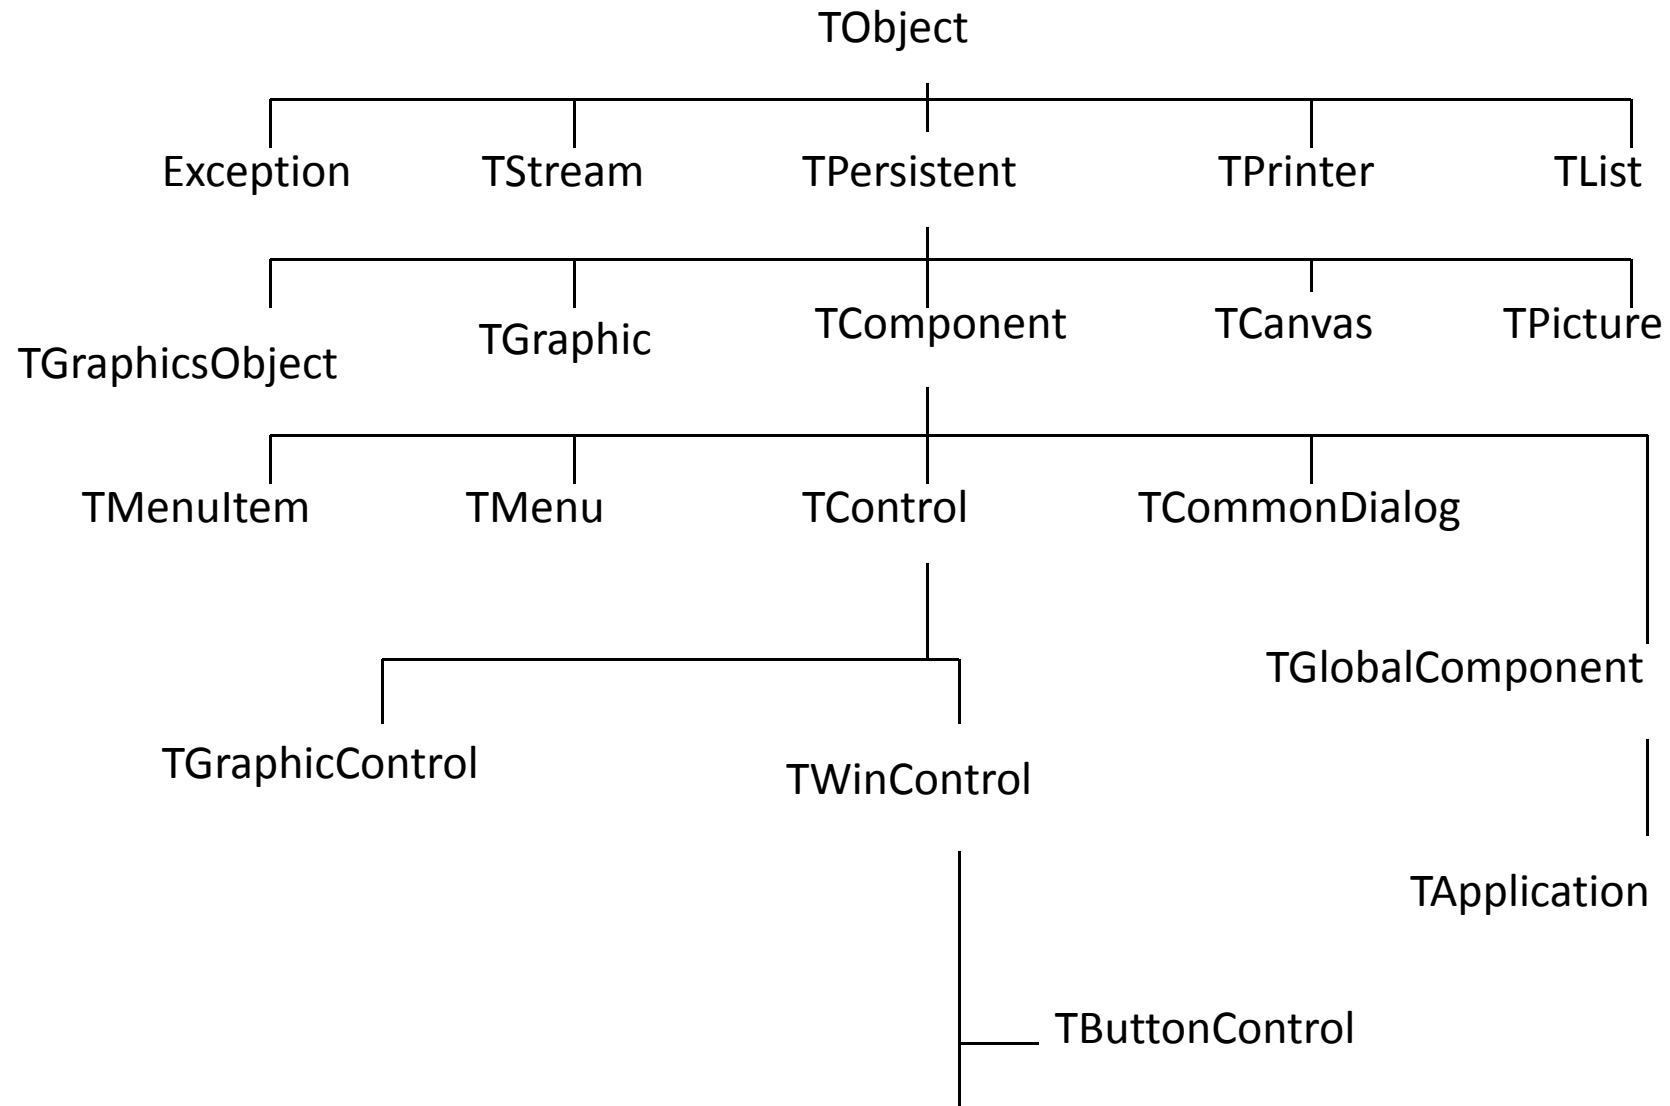 TObject
Exception TStream TPersistent TPrinter TList
TGraphicsObject TGraphic TComponent TCanvas TPicture
TMenuItem TMenu TControl TCommonDialog
TGlobalComponent
TGraphicControl TWinControl
TApplication
TButtonControl